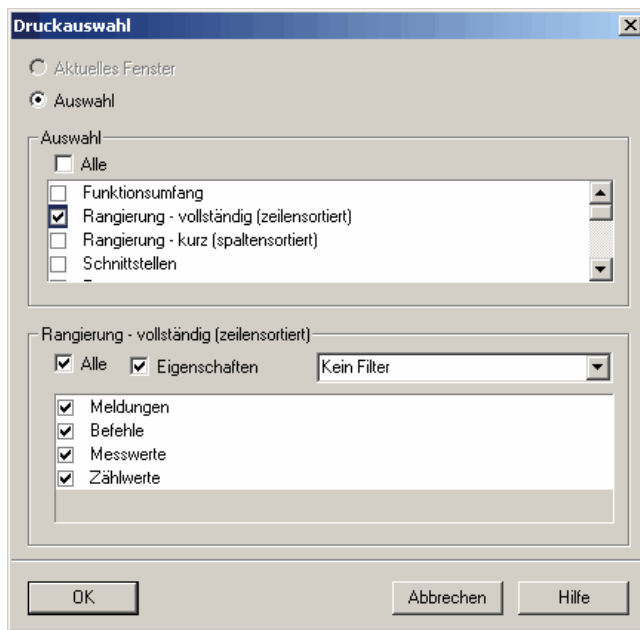 Druckauswahl
Aktuelles Fenster
Auswahl
Auswahl
Alle
Funktionsumfang
Rangierung - vollständig (zeilensortiert)
Rangierung - kurz (spaltensortiert)
Schnittstellen
Rangierung - vollständig (zeilensortiert)
Alle Eigenschaften Kein Filter
Meldungen
Befehle
Messwerte
Zählwerte
OK Abbrechen Hilfe